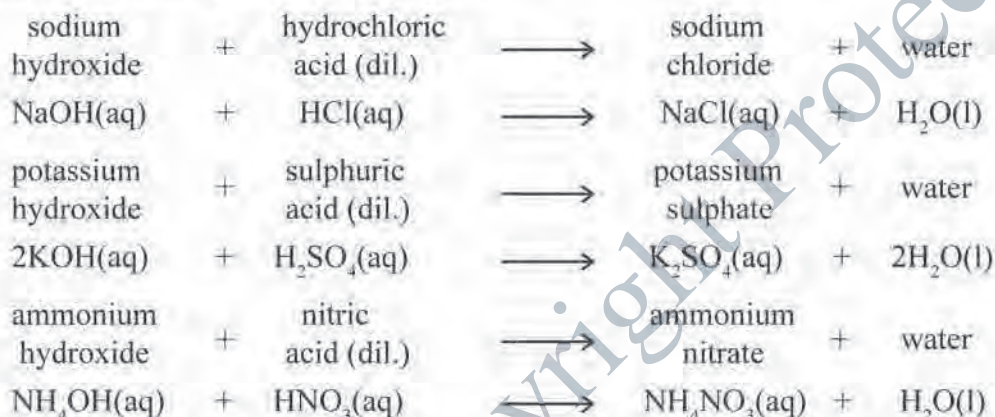 sodium hydroxide + hydrochloric acid (dil.) ⟶ sodium chloride + water
NaOH(aq) + HCl(aq) ⟶ NaCl(aq) + H₂O(l)
potassium hydroxide + sulphuric acid (dil.) ⟶ potassium sulphate + water
2KOH(aq) + H₂SO₄(aq) ⟶ K₂SO₄(aq) + 2H₂O(l)
ammonium hydroxide + nitric acid (dil.) ⟶ ammonium nitrate + water
NH₄OH(aq) + HNO₃(aq) ⟶ NH₄NO₃(aq) + H₂O(l)